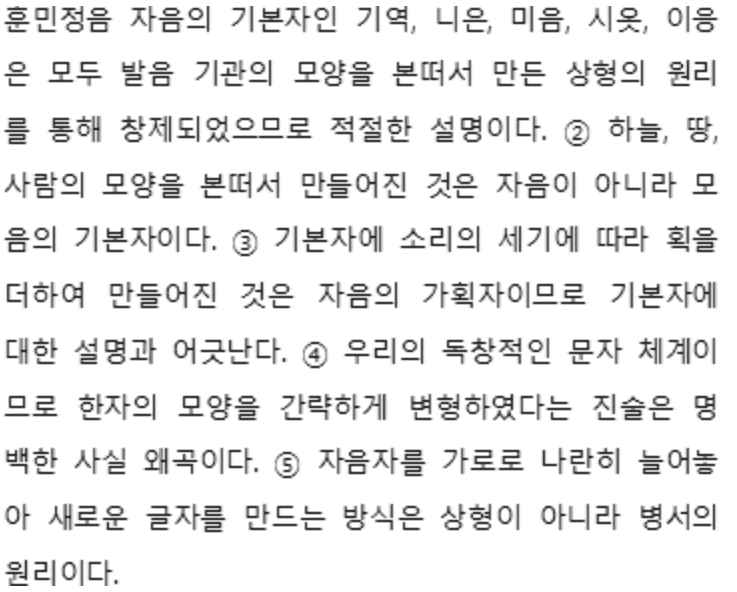 훈민정음 자음의 기본자인 기역, 니은, 미음, 시옷, 이응
은 모두 발음 기관의 모양을 본떠서 만든 상형의 원리
를 통해 창제되었으므로 적절한 설명이다. ② 하늘, 땅,
사람의 모양을 본떠서 만들어진 것은 자음이 아니라 모
음의 기본자이다. ③ 기본자에 소리의 세기에 따라 획을
더하여 만들어진 것은 자음의 가획자이므로 기본자에
대한 설명과 어긋난다. ④ 우리의 독창적인 문자 체계이
므로 한자의 모양을 간략하게 변형하였다는 진술은 명
백한 사실 왜곡이다. ⑤ 자음자를 가로로 나란히 늘어놓
아 새로운 글자를 만드는 방식은 상형이 아니라 병서의
원리이다.